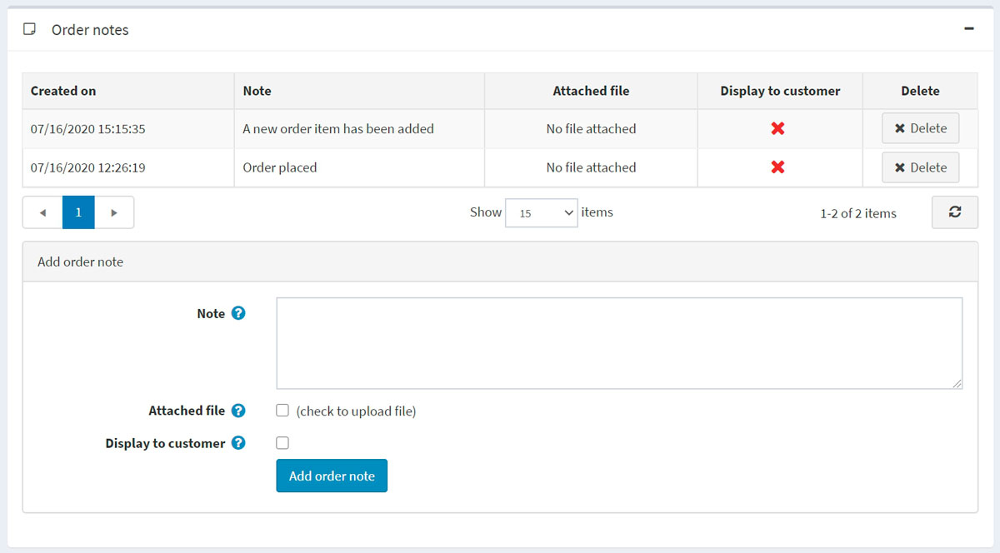 Order notes
Created on Note Attached file Display to customer Delete
07/16/2020 15:15:35 A new order item has been added No file attached Delete
07/16/2020 12:26:19 Order placed No file attached Delete
1 Show 15 items 1-2 of 2 items
Add order note
Note
Attached file (check to upload file)
Display to customer
Add order note